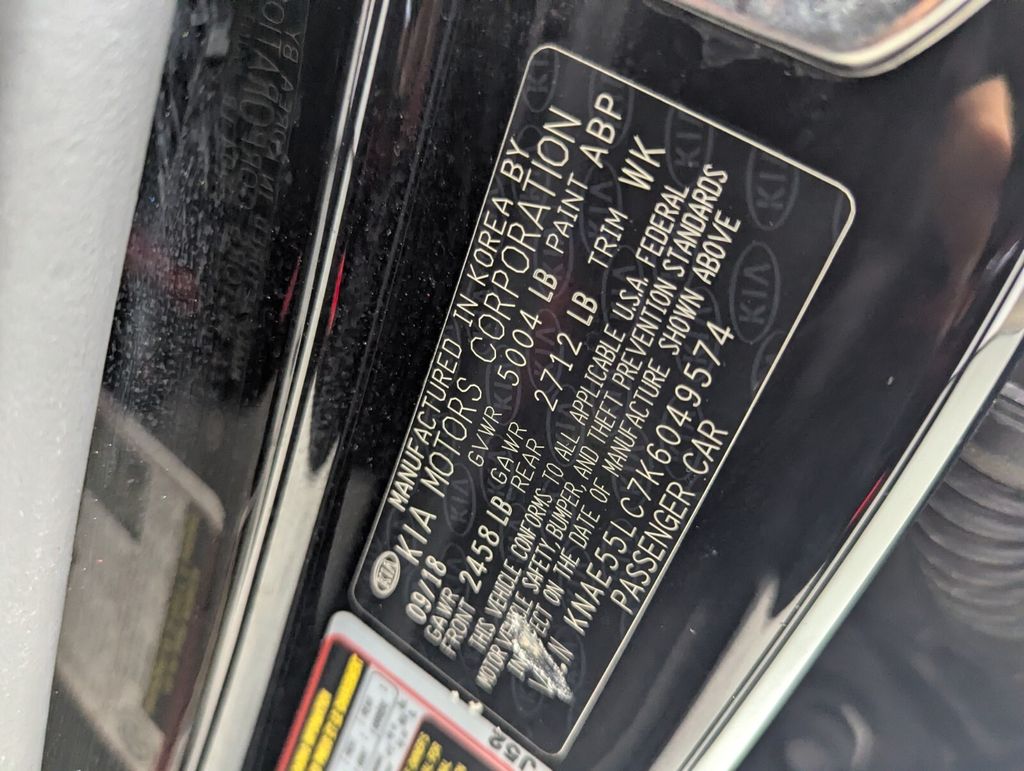 KIA
MANUFACTURED IN KOREA BY
09/18 KIA MOTORS CORPORATION
GVWR 5004 LB PAINT ABP
GAWR FRONT 2458 LB GAWR REAR 2712 LB TRIM WK
THIS VEHICLE CONFORMS TO ALL APPLICABLE U.S.A. FEDERAL
MOTOR VEHICLE SAFETY, BUMPER, AND THEFT PREVENTION STANDARDS
IN EFFECT ON THE DATE OF MANUFACTURE SHOWN ABOVE
V.I.N KNAE55LC7K6049574
PASSENGER CAR
J52